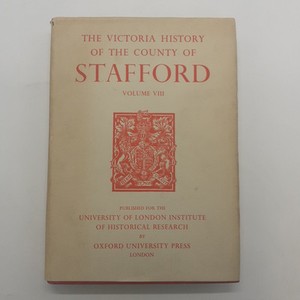 THE VICTORIA HISTORY
OF THE COUNTY OF
STAFFORD
VOLUME VIII
PUBLISHED FOR THE
UNIVERSITY OF LONDON INSTITUTE
OF HISTORICAL RESEARCH
BY
OXFORD UNIVERSITY PRESS
LONDON